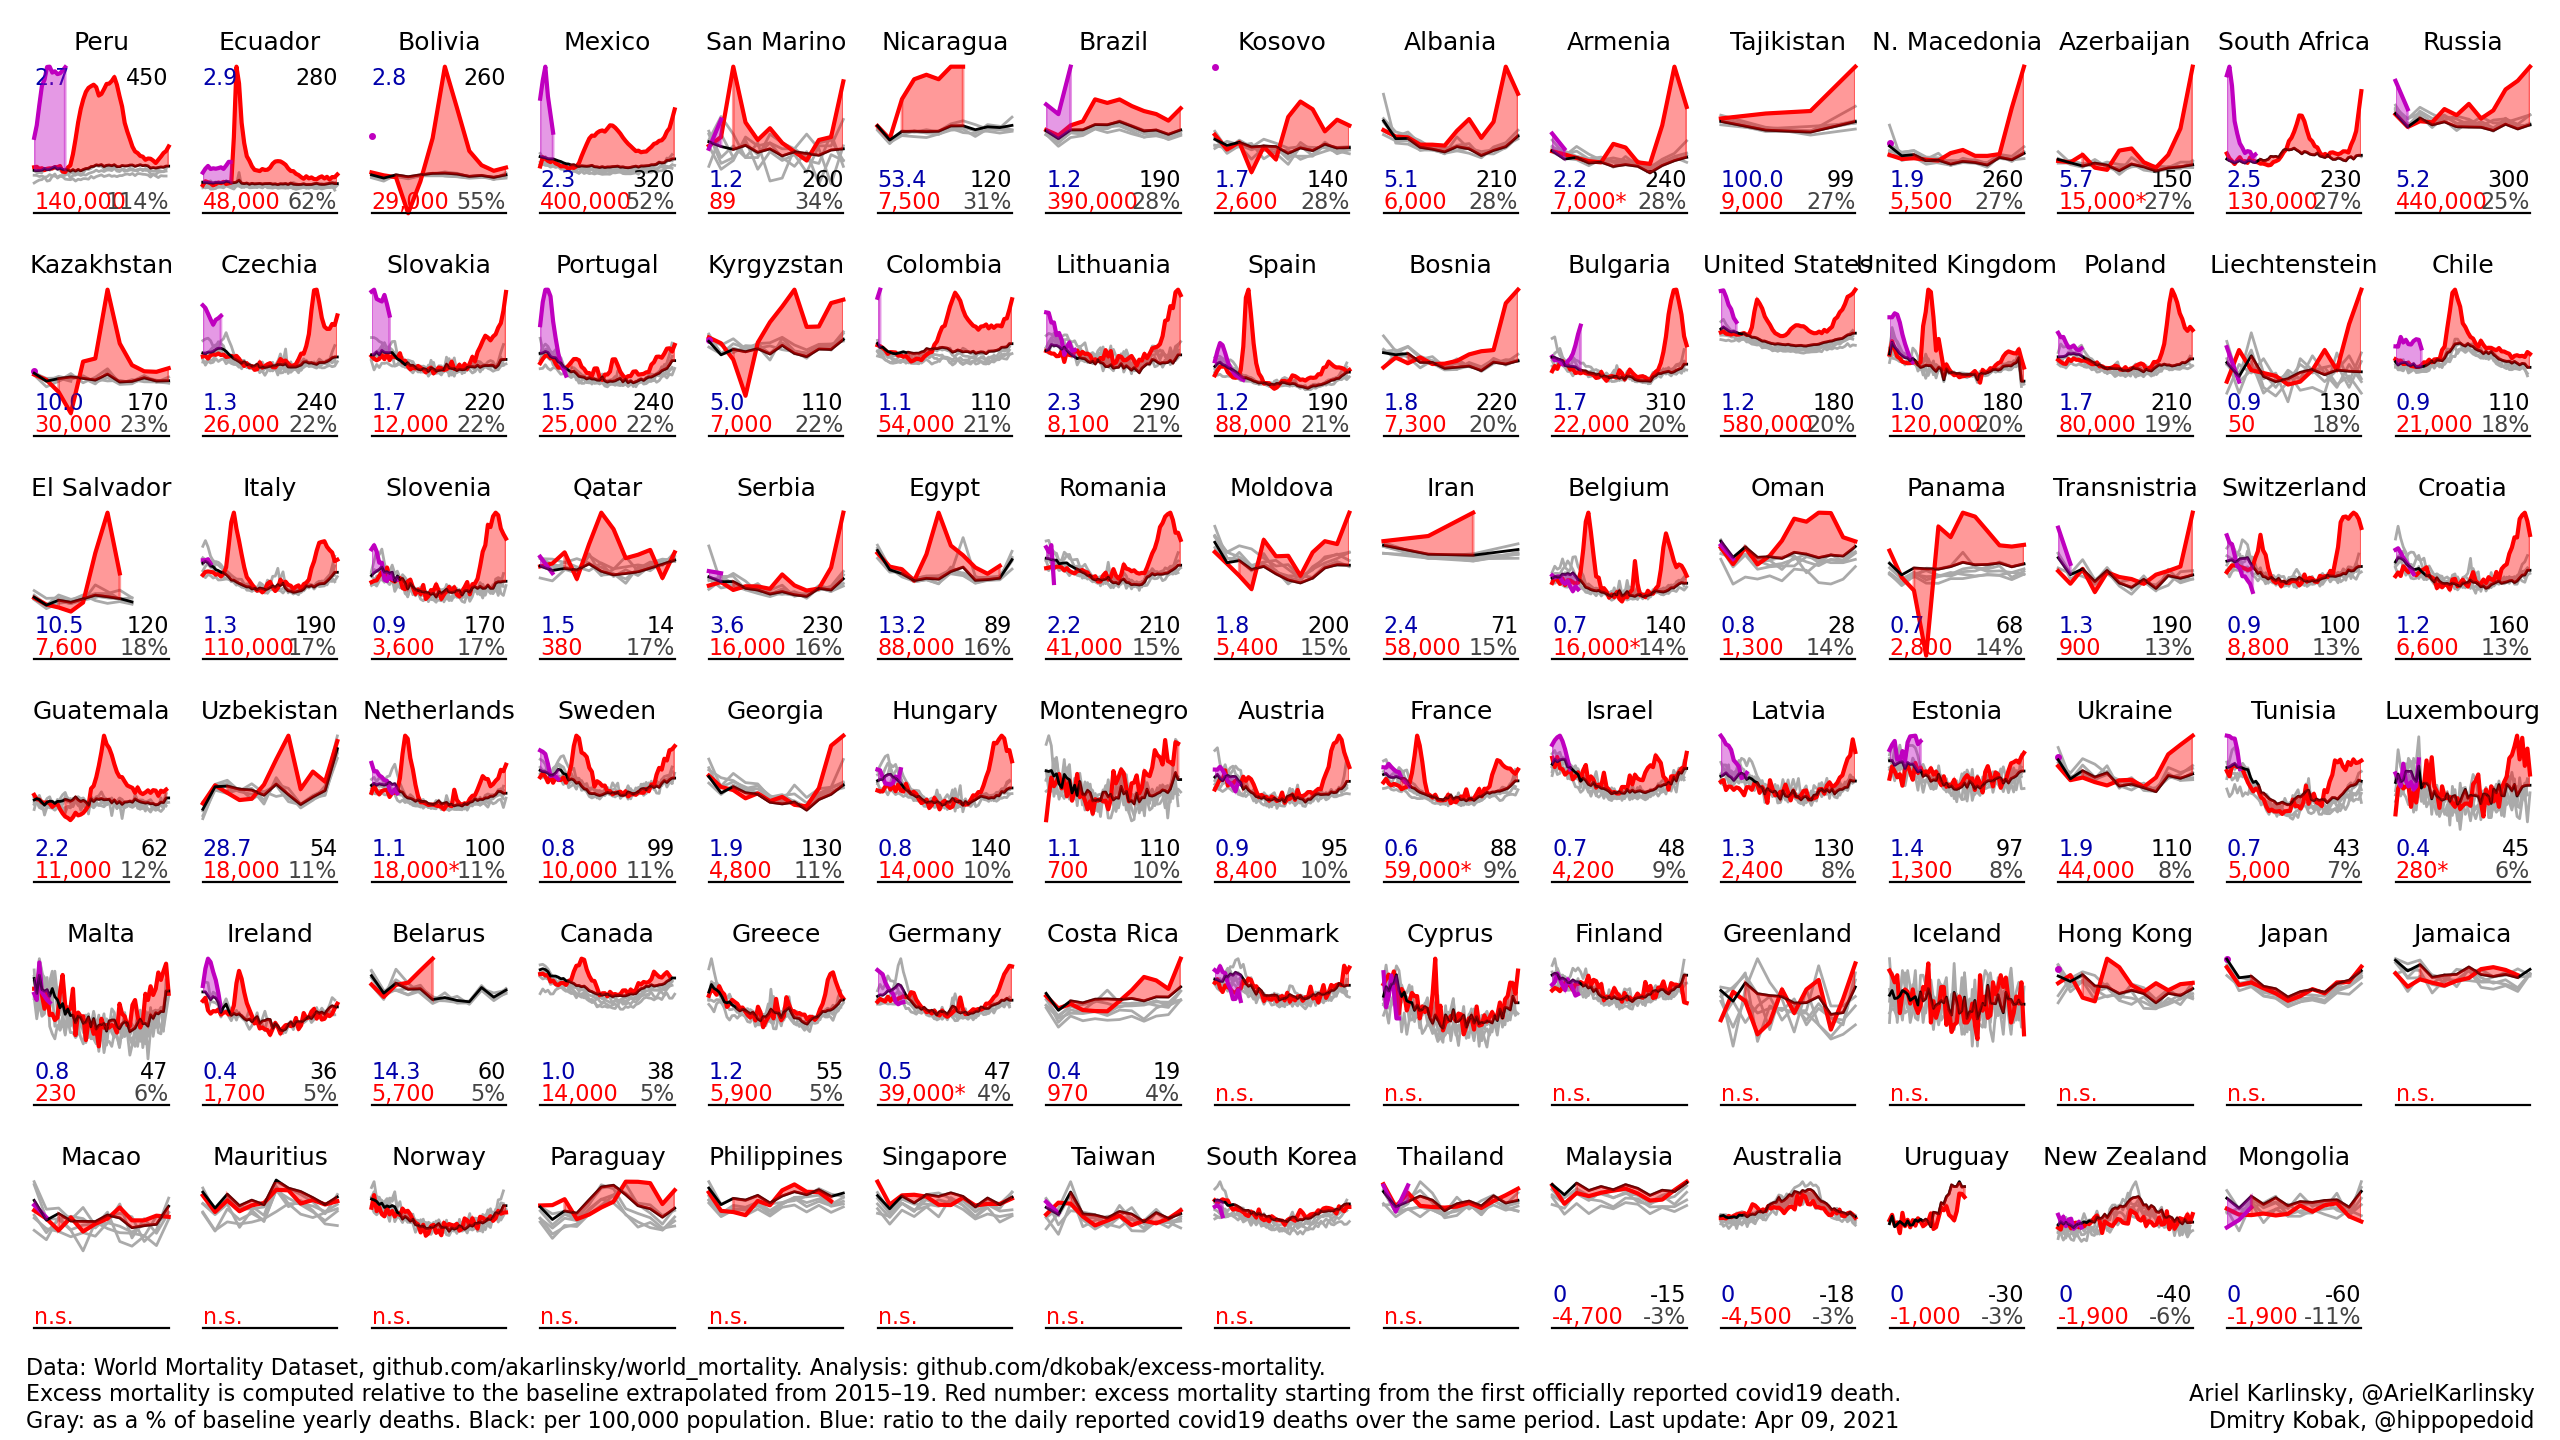 Peru Ecuador Bolivia Mexico San Marino Nicaragua Brazil Kosovo Albania Armenia Tajikistan N. Macedonia Azerbaijan South Africa Russia
2.7 450 2.9 280 2.8 260
2.3 320 1.2 260 53.4 120 1.2 190 1.7 140 5.1 210 2.2 240 100.0 99 1.9 260 5.7 150 2.5 230 5.2 300
140,000 114% 48,000 62% 29,000 55% 400,000 52% 89 34% 7,500 31% 390,000 28% 2,600 28% 6,000 28% 7,000* 28% 9,000 27% 5,500 27% 15,000* 27% 130,000 27% 440,000 25%
Kazakhstan Czechia Slovakia Portugal Kyrgyzstan Colombia Lithuania Spain Bosnia Bulgaria United States United Kingdom Poland Liechtenstein Chile
10.0 170 1.3 240 1.7 220 1.5 240 5.0 110 1.1 110 2.3 290 1.2 190 1.8 220 1.7 310 1.2 180 1.0 180 1.7 210 0.9 130 0.9 110
30,000 23% 26,000 22% 12,000 22% 25,000 22% 7,000 22% 54,000 21% 8,100 21% 88,000 21% 7,300 20% 22,000 20% 580,000 20% 120,000 20% 80,000 19% 50 18% 21,000 18%
El Salvador Italy Slovenia Qatar Serbia Egypt Romania Moldova Iran Belgium Oman Panama Transnistria Switzerland Croatia
10.5 120 1.3 190 0.9 170 1.5 14 3.6 230 13.2 89 2.2 210 1.8 200 2.4 71 0.7 140 0.8 28 0.7 68 1.3 190 0.9 100 1.2 160
7,600 18% 110,000 17% 3,600 17% 380 17% 16,000 16% 88,000 16% 41,000 15% 5,400 15% 58,000 15% 16,000* 14% 1,300 14% 2,800 14% 900 13% 8,800 13% 6,600 13%
Guatemala Uzbekistan Netherlands Sweden Georgia Hungary Montenegro Austria France Israel Latvia Estonia Ukraine Tunisia Luxembourg
2.2 62 28.7 54 1.1 100 0.8 99 1.9 130 0.8 140 1.1 110 0.9 95 0.6 88 0.7 48 1.3 130 1.4 97 1.9 110 0.7 43 0.4 45
11,000 12% 18,000 11% 18,000* 11% 10,000 11% 4,800 11% 14,000 10% 700 10% 8,400 10% 59,000* 9% 4,200 9% 2,400 8% 1,300 8% 44,000 8% 5,000 7% 280* 6%
Malta Ireland Belarus Canada Greece Germany Costa Rica Denmark Cyprus Finland Greenland Iceland Hong Kong Japan Jamaica
0.8 47 0.4 36 14.3 60 1.0 38 1.2 55 0.5 47 0.4 19
230 6% 1,700 5% 5,700 5% 14,000 5% 5,900 5% 39,000* 4% 970 4% n.s. n.s. n.s. n.s. n.s. n.s. n.s. n.s.
Macao Mauritius Norway Paraguay Philippines Singapore Taiwan South Korea Thailand Malaysia Australia Uruguay New Zealand Mongolia
0 -15 0 -18 0 -30 0 -40 0 -60
n.s. n.s. n.s. n.s. n.s. n.s. n.s. n.s. n.s. -4,700 -3% -4,500 -3% -1,000 -3% -1,900 -6% -1,900 -11%
Data: World Mortality Dataset, github.com/akarlinsky/world_mortality. Analysis: github.com/dkobak/excess-mortality.
Excess mortality is computed relative to the baseline extrapolated from 2015–19. Red number: excess mortality starting from the first officially reported covid19 death.
Gray: as a % of baseline yearly deaths. Black: per 100,000 population. Blue: ratio to the daily reported covid19 deaths over the same period. Last update: Apr 09, 2021
Ariel Karlinsky, @ArielKarlinsky
Dmitry Kobak, @hippopedoid